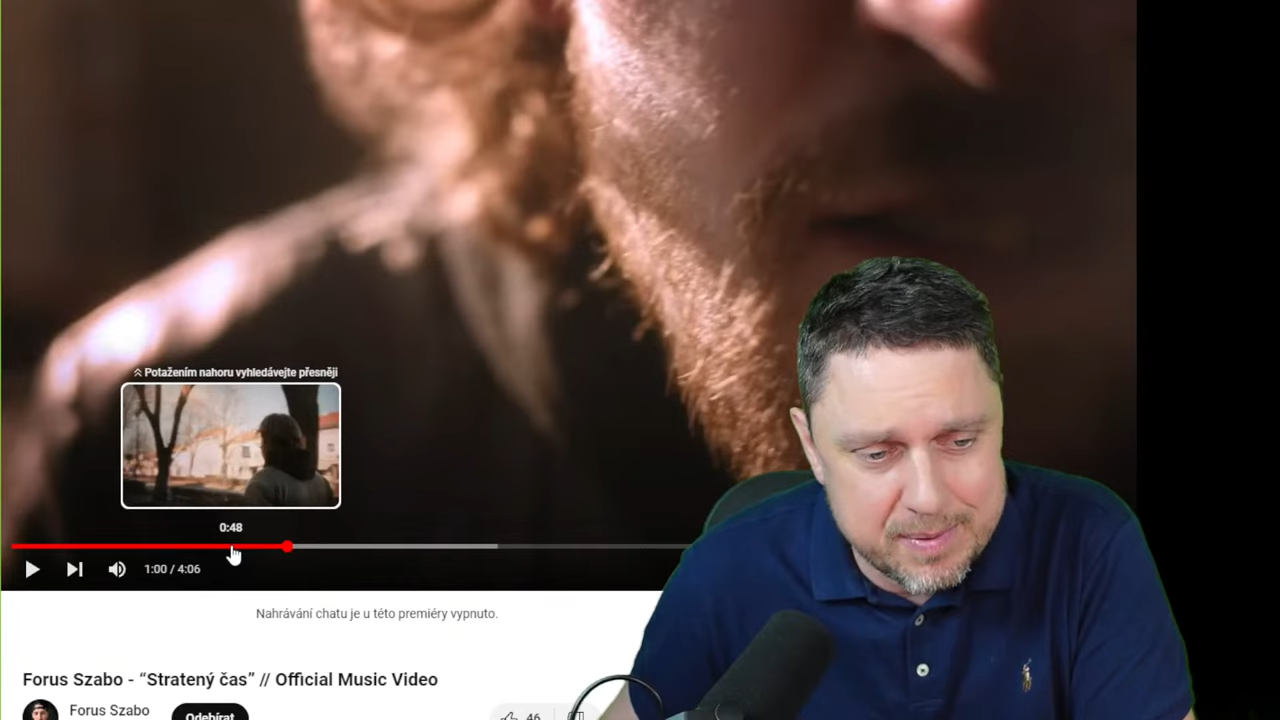 Potažením nahoru vyhledávejte přesněji
0:48
1:00 / 4:06
Nahrávání chatu je u této premiéry vypnuto.
Forus Szabo - “Stratený čas” // Official Music Video
Forus Szabo
Odebírat
46